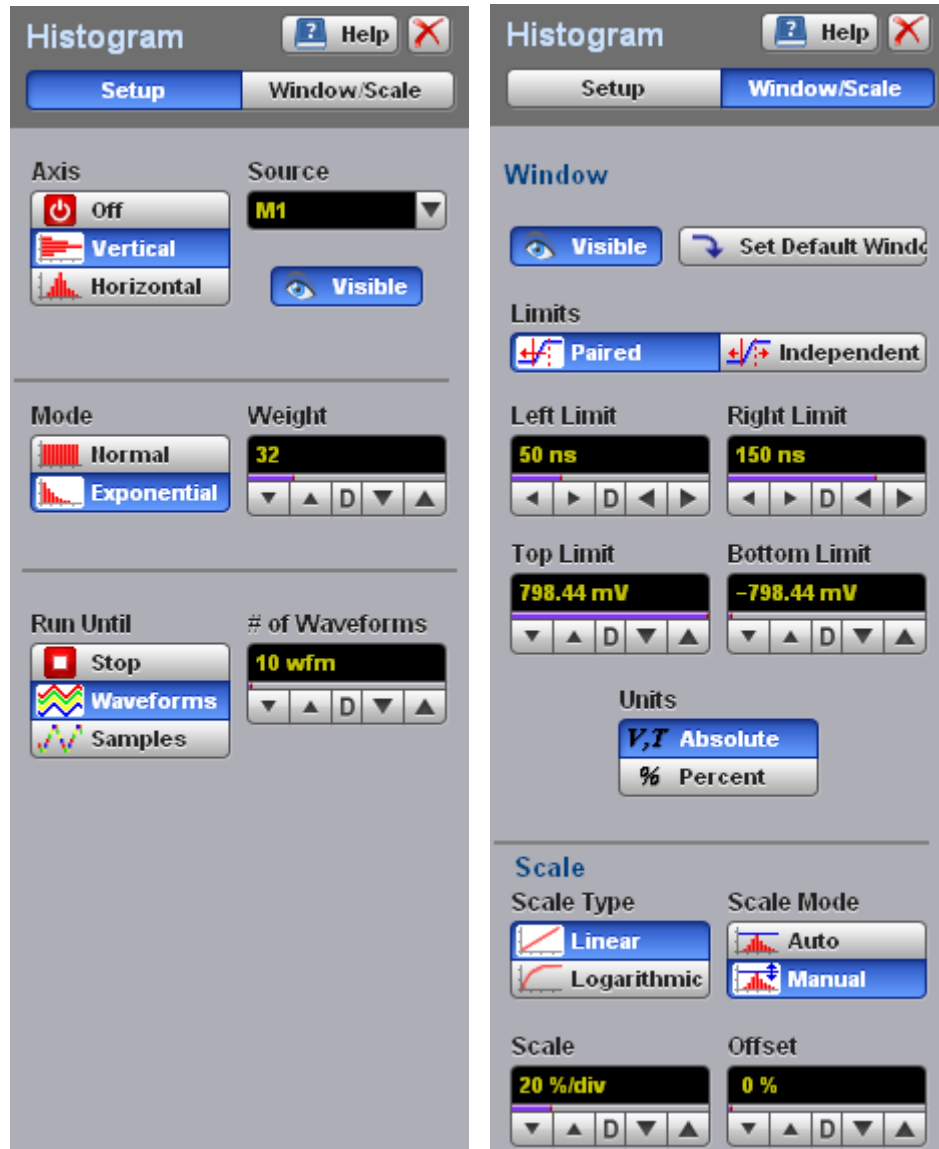 Histogram
Help
Setup
Window/Scale
Axis
Source
Off
M1
Vertical
Horizontal
Visible
Mode
Weight
Normal
32
Exponential
D
Run Until
# of Waveforms
Stop
10 wfm
Waveforms
D
Samples
Histogram
Help
Setup
Window/Scale
Window
Visible
Set Default Windo
Limits
Paired
Independent
Left Limit
Right Limit
50 ns
150 ns
D
D
Top Limit
Bottom Limit
798.44 mV
-798.44 mV
D
D
Units
V,T Absolute
% Percent
Scale
Scale Type
Scale Mode
Linear
Auto
Logarithmic
Manual
Scale
Offset
20 %/div
0 %
D
D